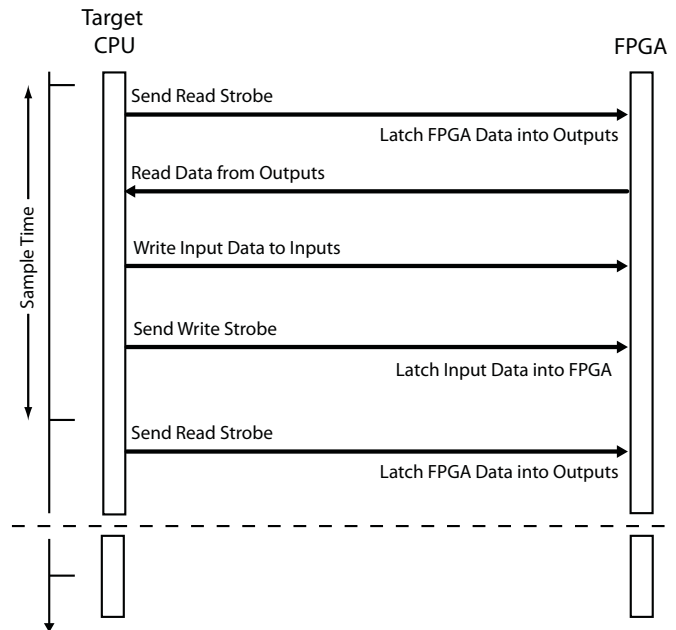 Target
CPU
FPGA
Send Read Strobe
Latch FPGA Data into Outputs
Read Data from Outputs
Write Input Data to Inputs
Sample Time
Send Write Strobe
Latch Input Data into FPGA
Send Read Strobe
Latch FPGA Data into Outputs